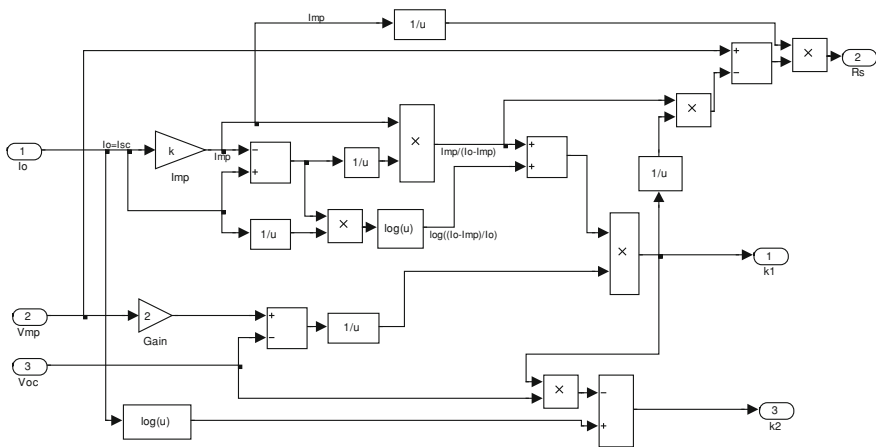 Imp
1/u
+
−
×
2
Rs
×
1
Io
Io=Isc
k
Imp
Imp
−
+
1/u
×
Imp/(Io-Imp)
+
+
1/u
1/u
×
log(u)
log((Io-Imp)/Io)
×
1
k1
2
Vmp
2
Gain
+
−
1/u
3
Voc
×
−
+
3
k2
log(u)